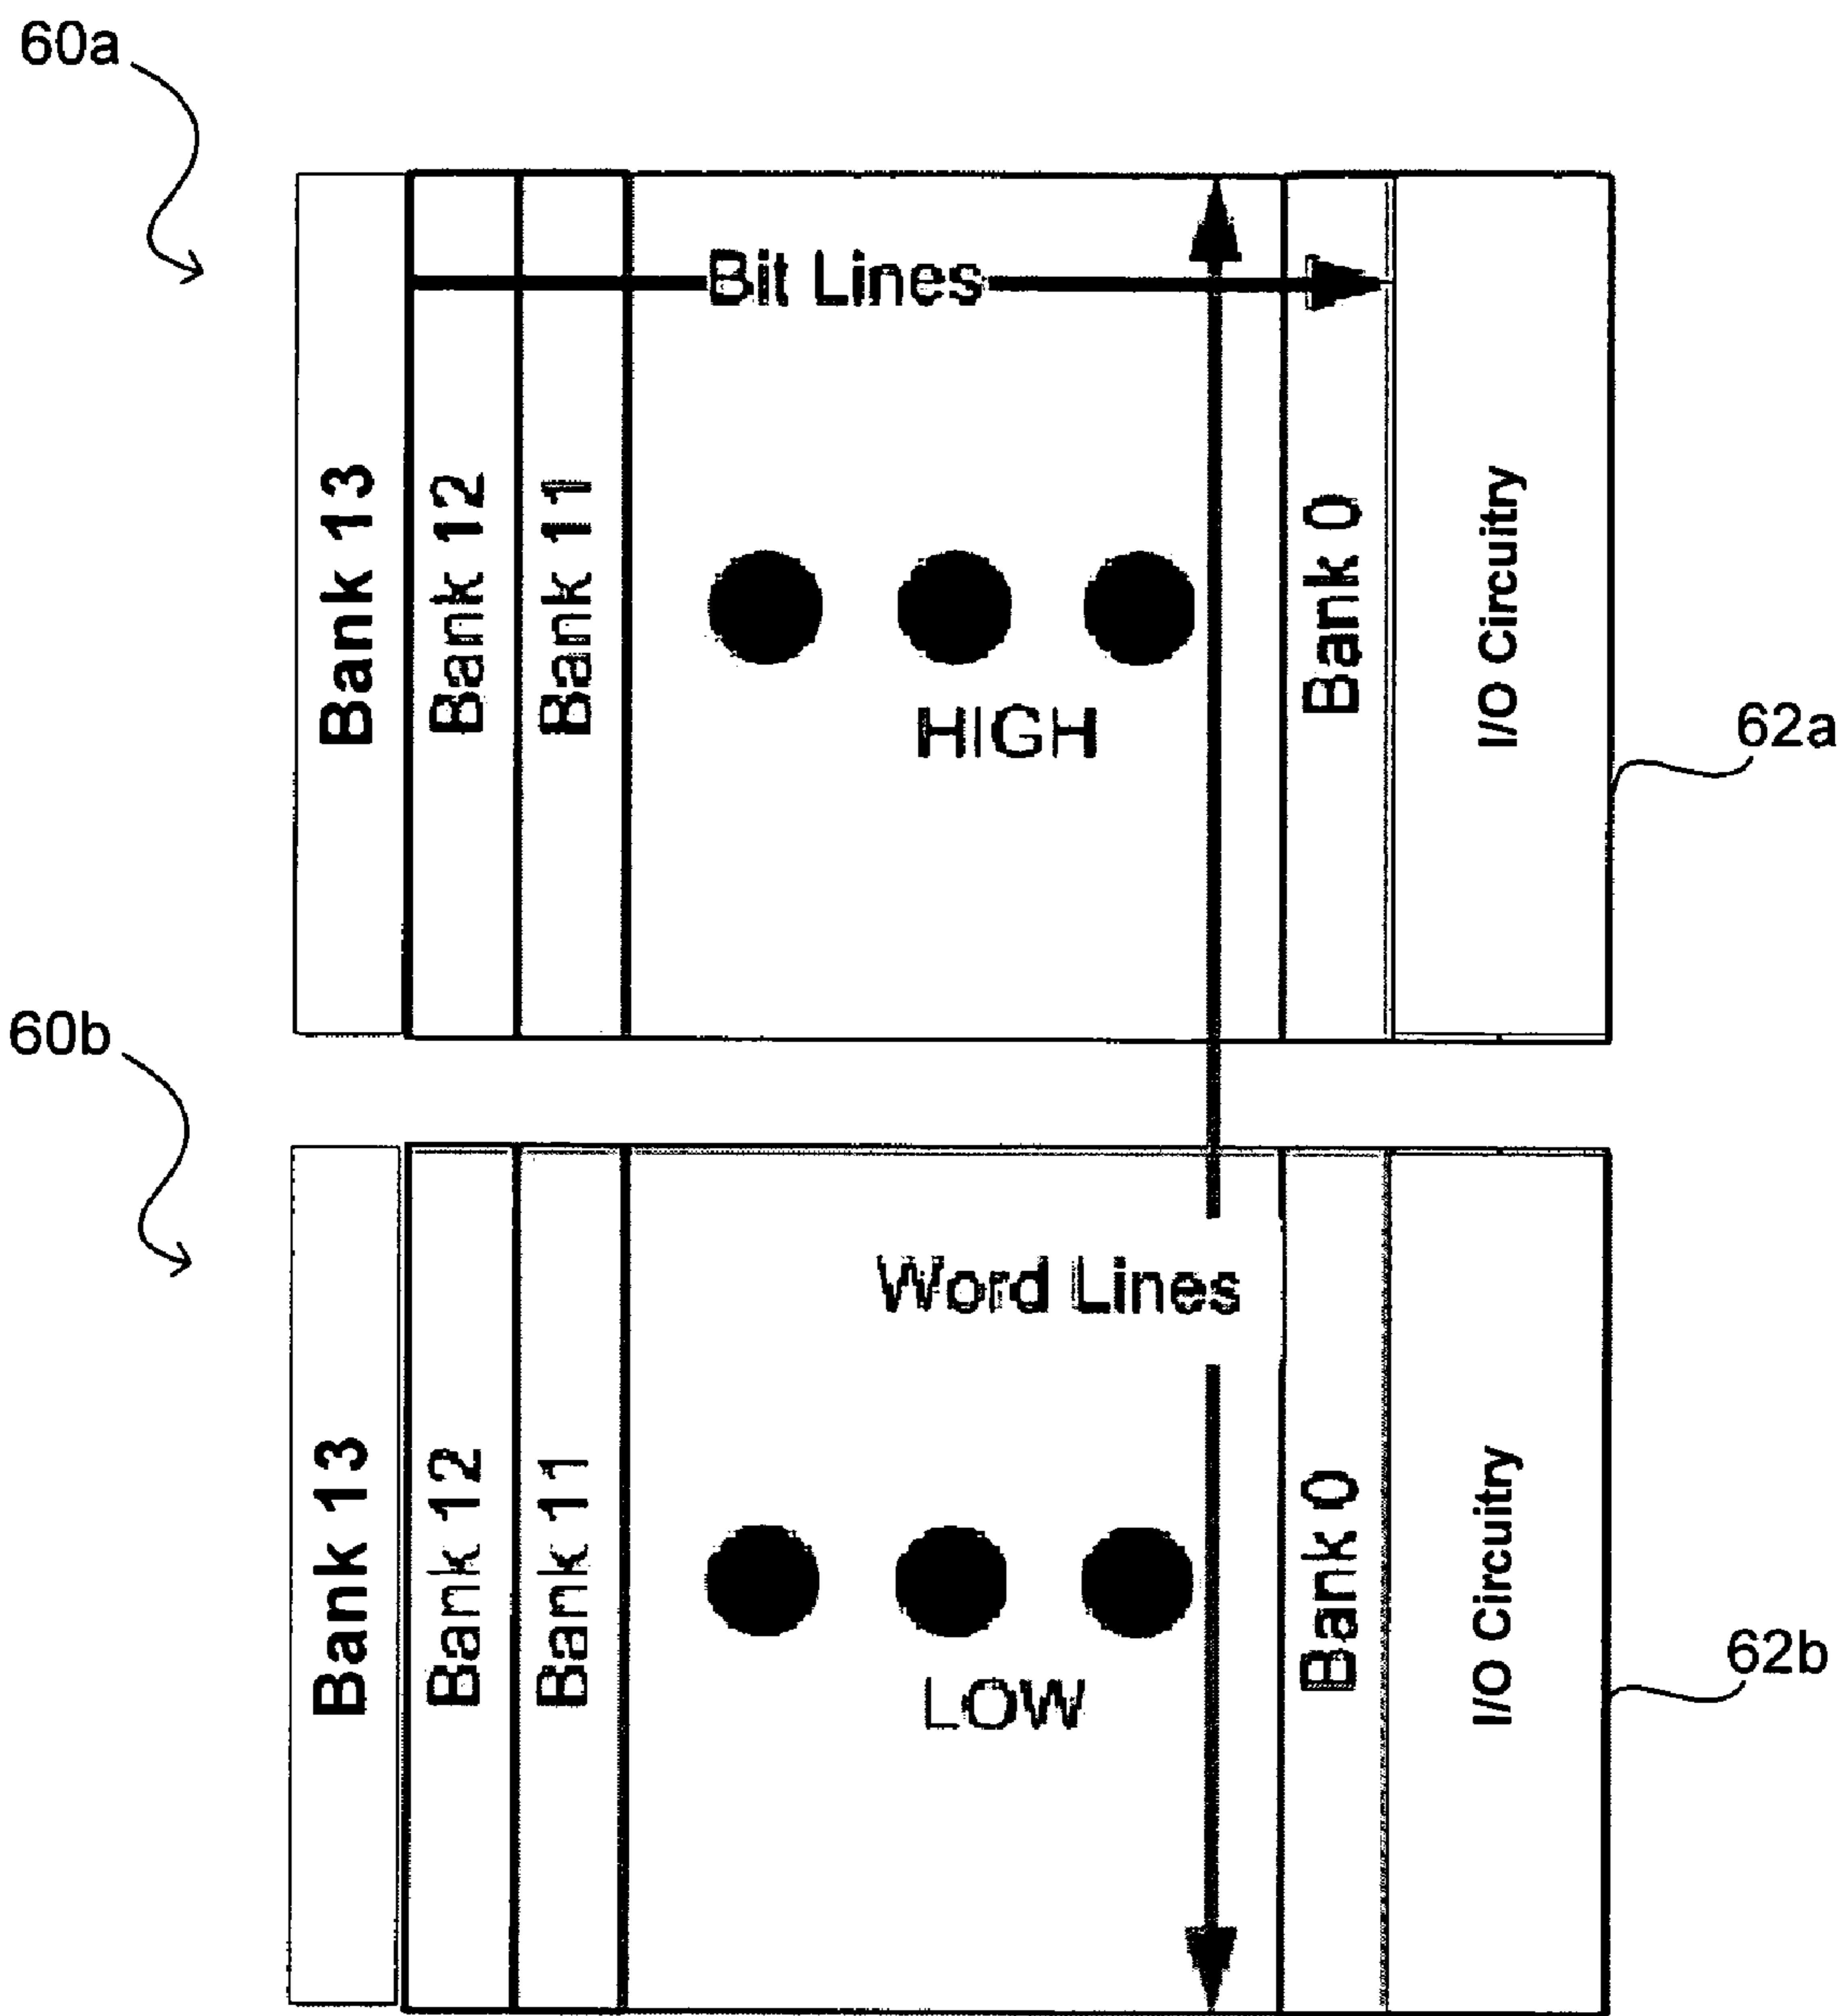 60a
Bit Lines
Bank 13
Bank 12
Bank 11
HIGH
Bank 0
I/O Circuitry
62a
60b
Word Lines
Bank 13
Bank 12
Bank 11
LOW
Bank 0
I/O Circuitry
62b